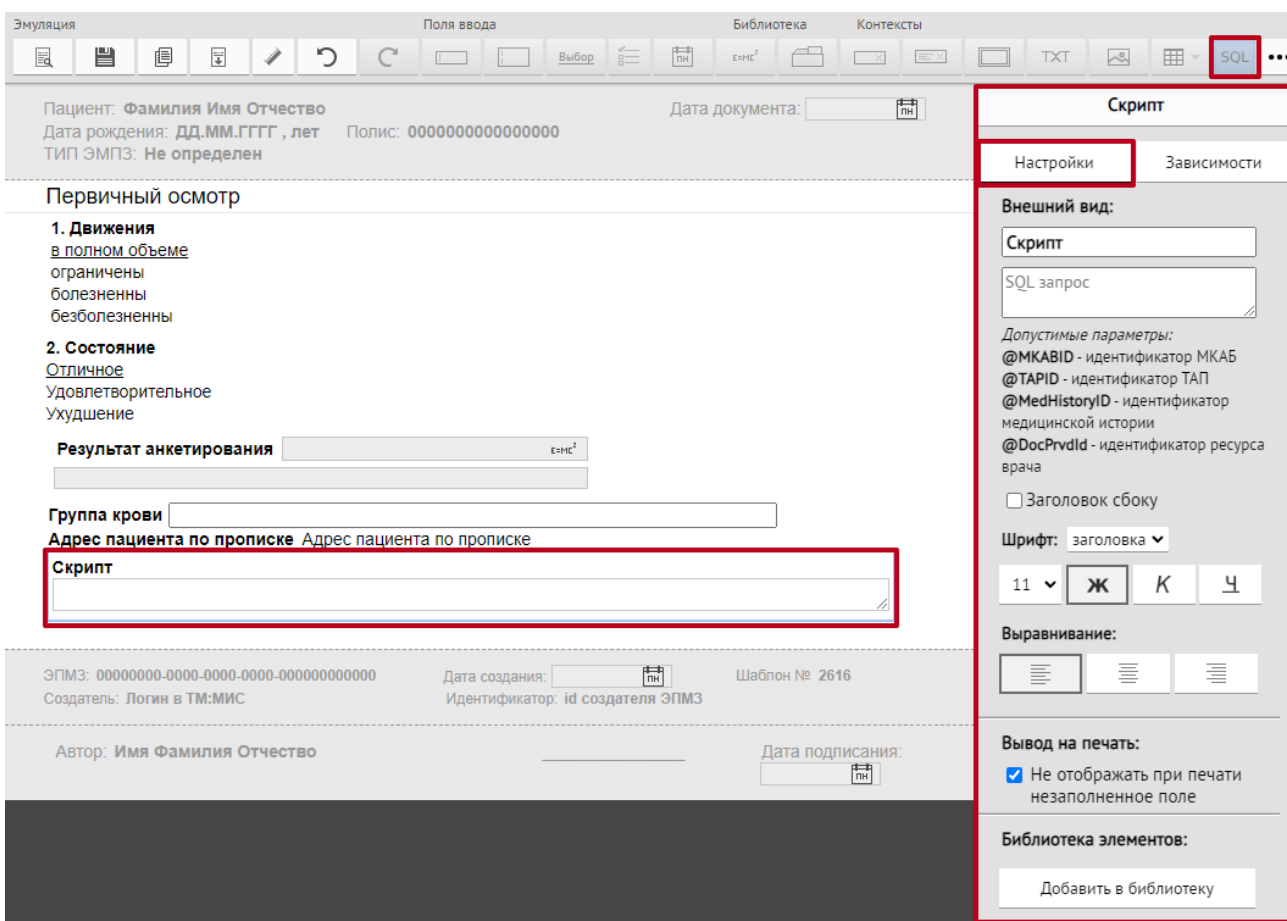 Эмуляция Поля ввода Библиотека Контексты
Выбор ПН E=MC² TXT SQL
Пациент: Фамилия Имя Отчество Дата документа: ПН
Дата рождения: ДД.ММ.ГГГГ , лет Полис: 0000000000000000
ТИП ЭМПЗ: Не определен
Первичный осмотр
1. Движения
в полном объеме
ограничены
болезненны
безболезненны
2. Состояние
Отличное
Удовлетворительное
Ухудшение
Результат анкетирования E=MC²
Группа крови
Адрес пациента по прописке Адрес пациента по прописке
Скрипт
ЭПМЗ: 00000000-0000-0000-0000-000000000000 Дата создания: ПН Шаблон № 2616
Создатель: Логин в ТМ:МИС Идентификатор: id создателя ЭПМЗ
Автор: Имя Фамилия Отчество Дата подписания:
ПН
Скрипт
Настройки Зависимости
Внешний вид:
Скрипт
SQL запрос
Допустимые параметры:
@MKABID - идентификатор МКАБ
@TAPID - идентификатор ТАП
@MedHistoryID - идентификатор
медицинской истории
@DocPrvdId - идентификатор ресурса
врача
Заголовок сбоку
Шрифт: заголовка
11 Ж К Ч
Выравнивание:
Вывод на печать:
Не отображать при печати
незаполненное поле
Библиотека элементов:
Добавить в библиотеку